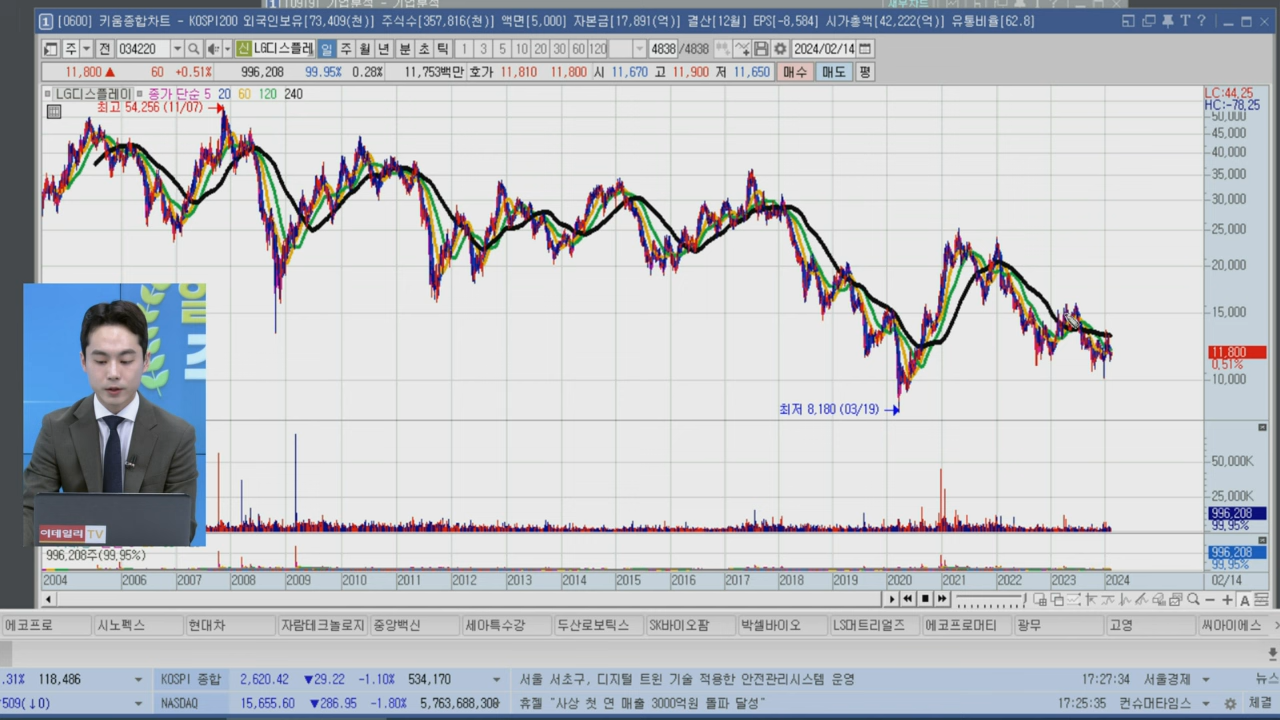 [0600] 키움종합차트 - KOSPI200 외국인보유[73,409(천)] 주식수[357,816(천)] 액면[5,000] 자본금[17,891(억)] 결산[12월] EPS[-8,584] 시가총액[42,222(억)] 유통비율[62.8]
주 전 034220 신 LG디스플레 일 주 월 년 분 초 틱 1 3 5 10 20 30 60 120 4838 /4838 2024/02/14
11,800 ▲ 60 +0.51% 996,208 99.95% 0.28% 11,753백만 호가 11,810 11,800 시 11,670 고 11,900 저 11,650 매수 매도 평
LG디스플레이 종가 단순 5 20 60 120 240
LC:44.25
HC:-78.25
최고 54,256 (11/07)
50,000
45,000
40,000
35,000
30,000
25,000
20,000
15,000
11,800
0.51%
10,000
최저 8,180 (03/19)
50,000K
25,000K
996,208
99.95%
이데일리 TV
996,208주(99.95%)
996,208
99.95%
2004 2006 2007 2008 2009 2010 2011 2012 2013 2014 2015 2016 2017 2018 2019 2020 2021 2022 2023 2024 02/14
에코프로 시노펙스 현대차 자람테크놀로지 중앙백신 세아특수강 두산로보틱스 SK바이오팜 박셀바이오 LS머트리얼즈 에코프로머티 광무 고영 씨아이에스
.31% 118,486 KOSPI 종합 2,620.42 ▼29.22 -1.10% 534,170 서울 서초구, 디지털 트윈 기술 적용한 안전관리시스템 운영 17:27:34 서울경제 뉴스
509(↓0) NASDAQ 15,655.60 ▼286.95 -1.80% 5,763,688,308 휴젤 "사상 첫 연 매출 3000억원 돌파 달성" 17:25:35 컨슈머타임스 체결